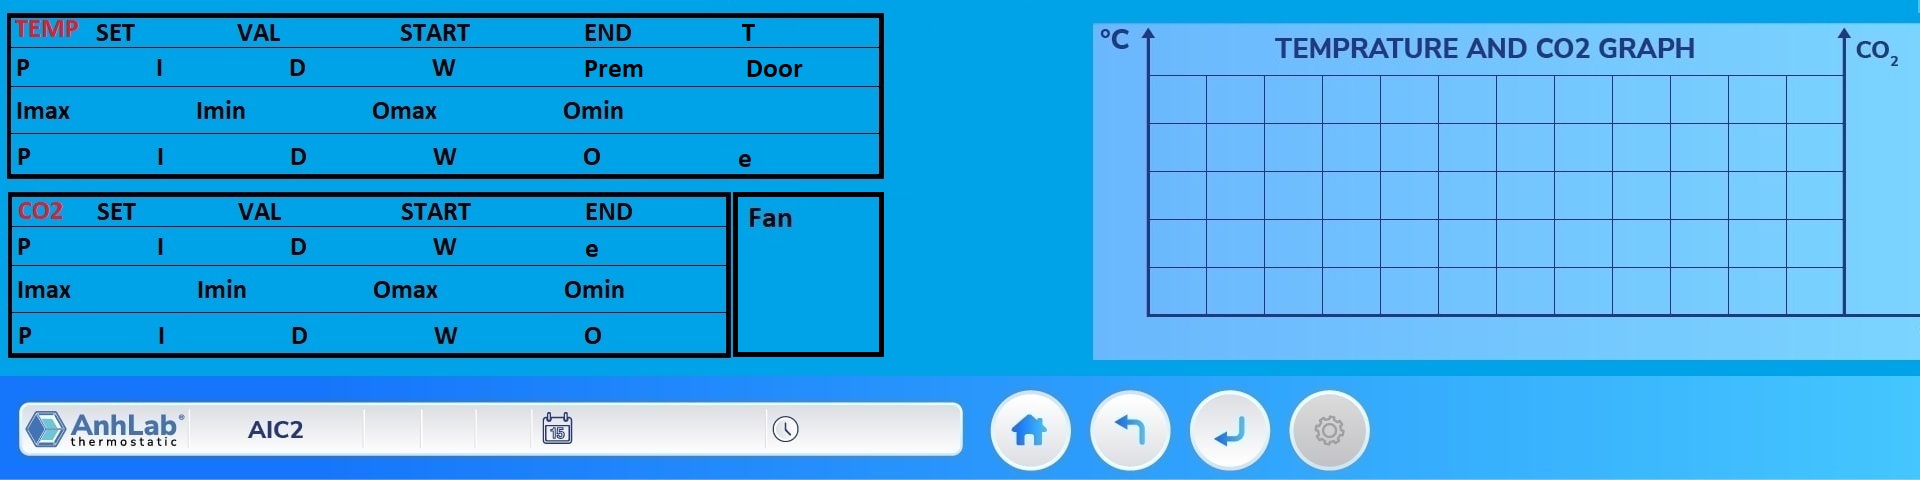 TEMP SET VAL START END T
P I D W Prem Door
Imax Imin Omax Omin
P I D W O e
CO2 SET VAL START END
P I D W e
Imax Imin Omax Omin
P I D W O
Fan
°C TEMPRATURE AND CO2 GRAPH CO2
AnhLab®
thermostatic
AIC2
15